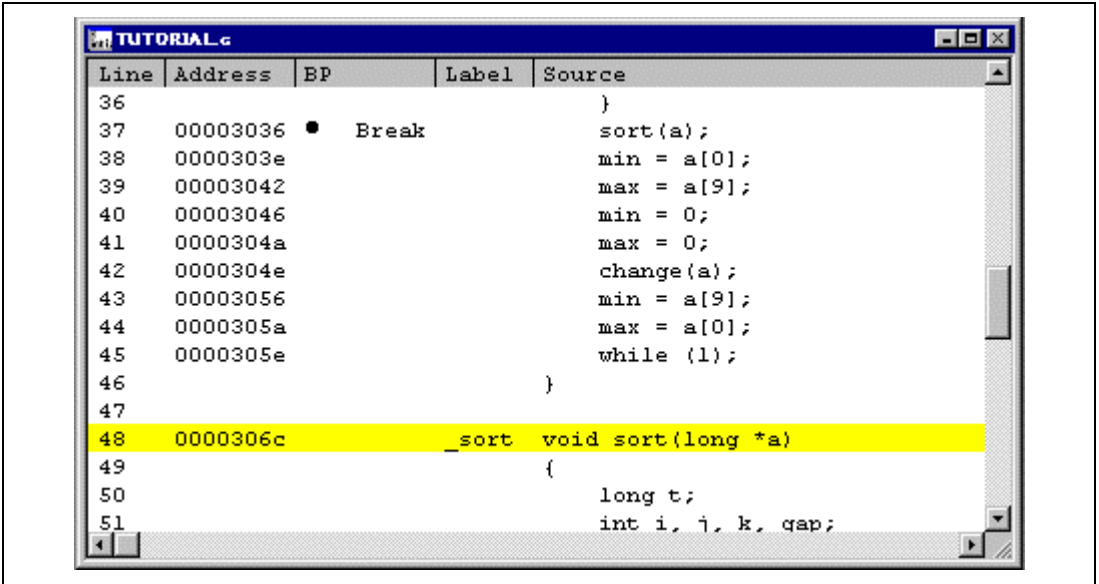 TUTORIAL.c
Line Address BP Label Source
36 }
37 00003036 ● Break sort(a);
38 0000303e min = a[0];
39 00003042 max = a[9];
40 00003046 min = 0;
41 0000304a max = 0;
42 0000304e change(a);
43 00003056 min = a[9];
44 0000305a max = a[0];
45 0000305e while (1);
46 }
47
48 0000306c _sort void sort(long *a)
49 {
50 long t;
51 int i, j, k, gap;